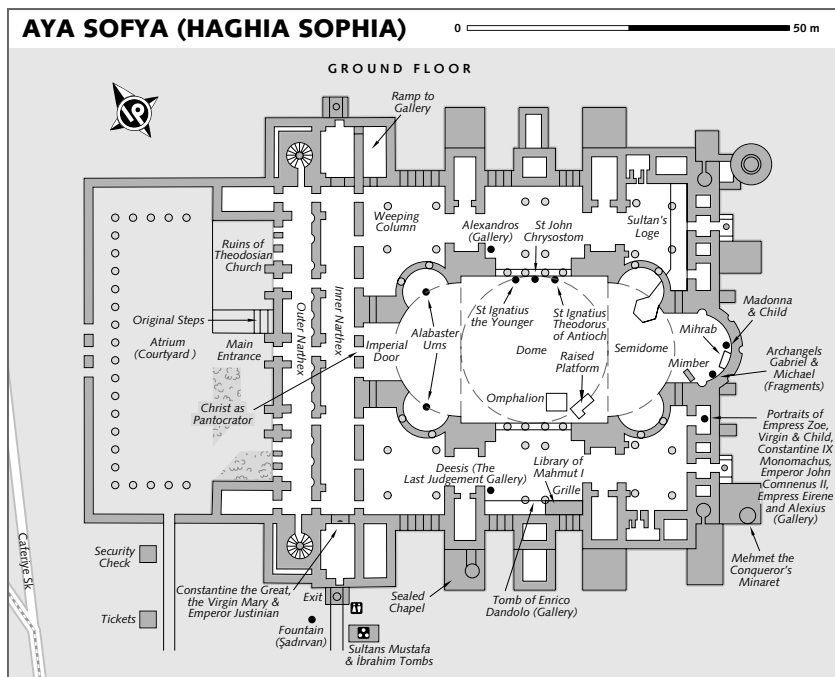 AYA SOFYA (HAGHIA SOPHIA)
0 50 m
GROUND FLOOR
LP
Ramp to
Gallery
Weeping
Column
Alexandros
(Gallery)
St John
Chrysostom
Sultan's
Loge
Ruins of
Theodosian
Church
Original Steps
Atrium
(Courtyard )
Main
Entrance
Outer Narthex
Inner Narthex
Imperial
Door
Alabaster
Urns
St Ignatius
the Younger
St Ignatius
Theodorus
of Antioch
Dome
Semidome
Raised
Platform
Omphalion
Madonna
& Child
Mihrab
Mimber
Archangels
Gabriel &
Michael
(Fragments)
Christ as
Pantocrator
Portraits of
Empress Zoe,
Virgin & Child,
Constantine IX
Monomachus,
Emperor John
Comnenus II,
Empress Eirene
and Alexius
(Gallery)
Deesis (The
Last Judgement Gallery)
Library of
Mahmut I
Grille
Mehmet the
Conqueror's
Minaret
Caferiye Sk
Security
Check
Tickets
Constantine the Great,
the Virgin Mary &
Emperor Justinian
Exit
Fountain
(Şadırvan)
Sultans Mustafa
& İbrahim Tombs
Sealed
Chapel
Tomb of Enrico
Dandolo (Gallery)